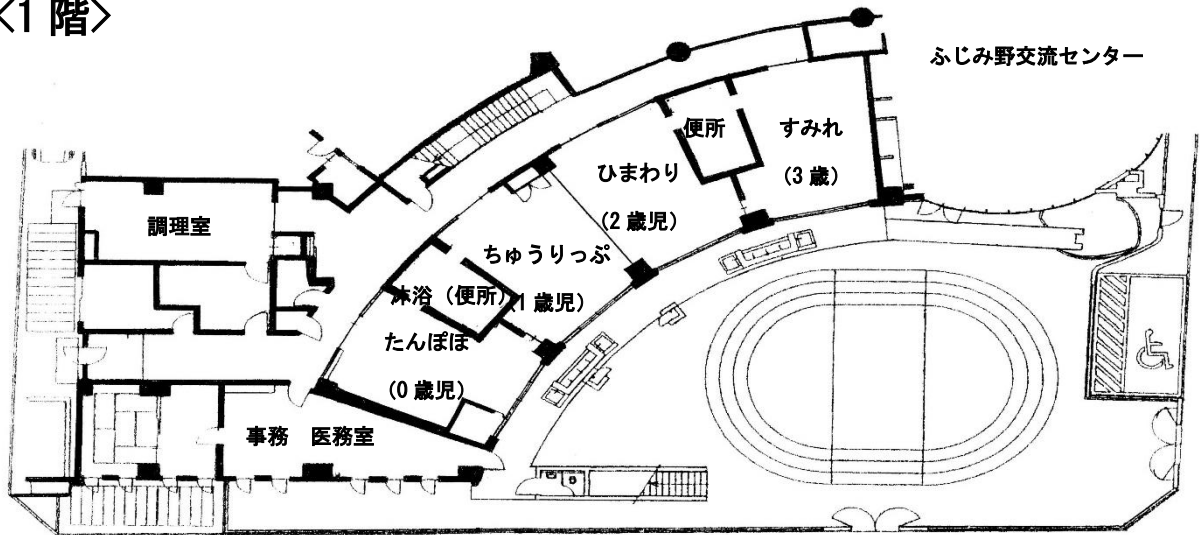 <1階>
ふじみ野交流センター
便所
すみれ
(3歳)
ひまわり
(2歳児)
調理室
ちゅうりっぷ
(1歳児)
沐浴(便所)
たんぽぽ
(0歳児)
事務 医務室